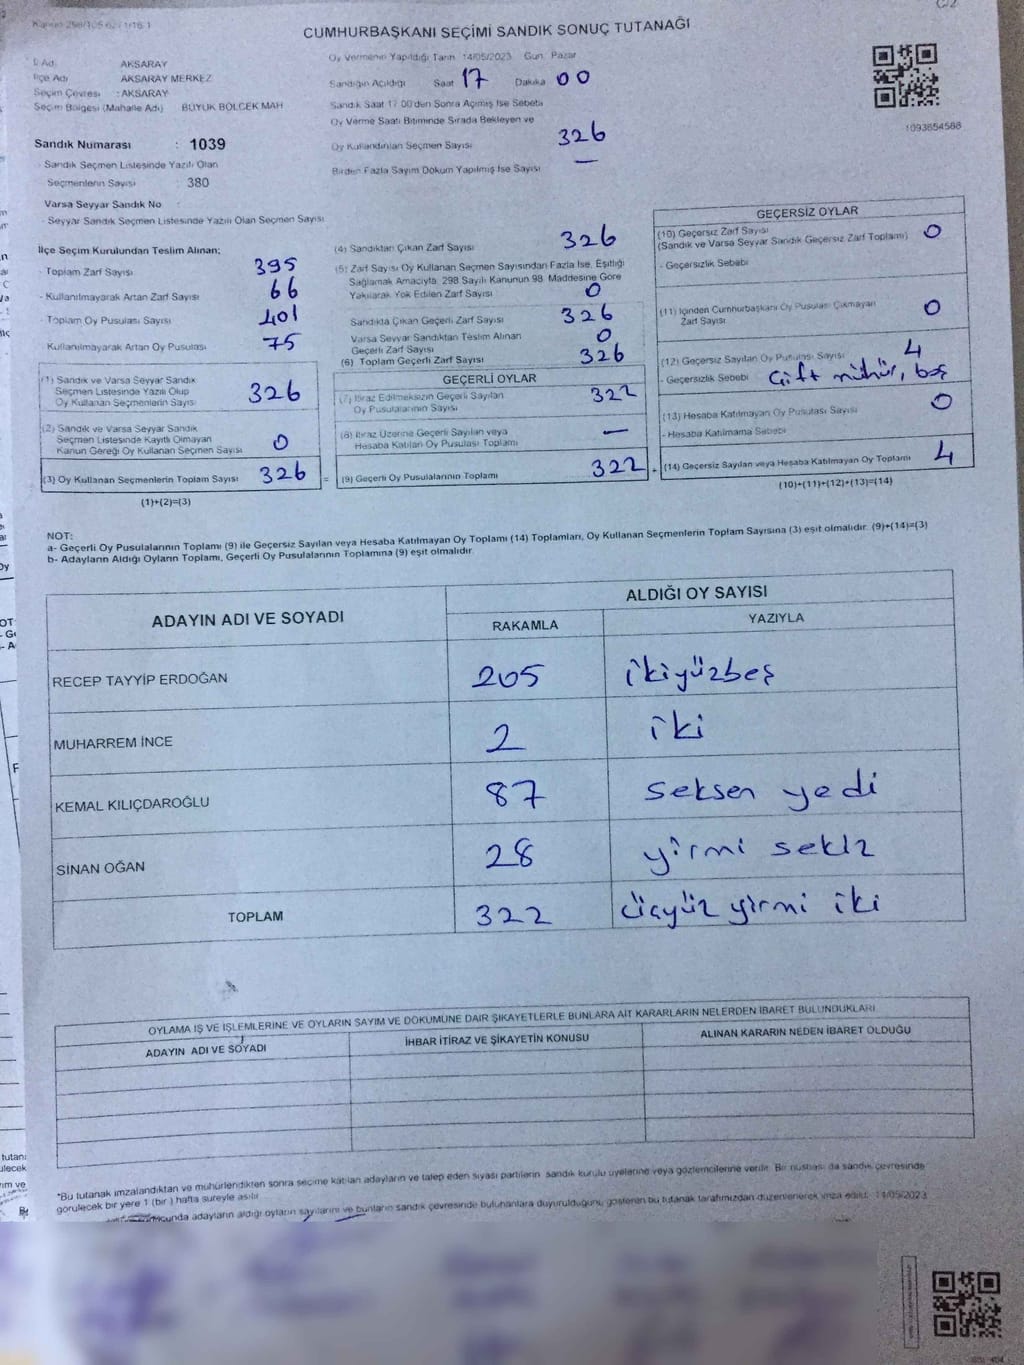 Kanun 298/105 62 / 1/16 1
C/2
CUMHURBAŞKANI SEÇİMİ SANDIK SONUÇ TUTANAĞI
İl Adı AKSARAY
İlçe Adı AKSARAY MERKEZ
Seçim Çevresi : AKSARAY
Seçim Bölgesi (Mahalle Adı) BÜYÜK BÖLCEK MAH
Sandık Numarası : 1039
- Sandık Seçmen Listesinde Yazılı Olan
Seçmenlerin Sayısı : 380
Varsa Seyyar Sandık No
- Seyyar Sandık Seçmen Listesinde Yazılı Olan Seçmen Sayısı
Oy Vermenin Yapıldığı Tarih 14/05/2023 Gün Pazar
Sandığın Açıldığı Saat 17 Dakika 00
Sandık Saat 17 00'den Sonra Açımış İse Sebebi
Oy Verme Saati Bitiminde Sırada Bekleyen ve
Oy Kullandırılan Seçmen Sayısı 326
Birden Fazla Sayım Döküm Yapılmış İse Sayısı —
1093654588
İlçe Seçim Kurulundan Teslim Alınan;
- Toplam Zarf Sayısı 395
- Kullanılmayarak Artan Zarf Sayısı 66
- Toplam Oy Pusulası Sayısı 401
Kullanılmayarak Artan Oy Pusulası 75
(1) Sandık ve Varsa Seyyar Sandık
Seçmen Listesinde Yazılı Olup
Oy Kullanan Seçmenlerin Sayısı 326
(2) Sandık ve Varsa Seyyar Sandık
Seçmen Listesinde Kayıtlı Olmayan
Kanun Gereği Oy Kullanan Seçmen Sayısı 0
(3) Oy Kullanan Seçmenlerin Toplam Sayısı 326 =
(1)+(2)=(3)
(4) Sandıktan Çıkan Zarf Sayısı 326
(5) Zarf Sayısı Oy Kullanan Seçmen Sayısından Fazla İse, Eşitliği
Sağlamak Amacıyla 298 Sayılı Kanunun 98. Maddesine Göre
Yakılarak Yok Edilen Zarf Sayısı 0
Sandıkta Çıkan Geçerli Zarf Sayısı 326
Varsa Seyyar Sandıktan Teslim Alınan
Geçerli Zarf Sayısı 0
(6) Toplam Geçerli Zarf Sayısı 326
GEÇERLİ OYLAR
(7) İtiraz Edilmeksizin Geçerli Sayılan
Oy Pusulalarının Sayısı 322
(8) İtiraz Üzerine Geçerli Sayılan veya
Hesaba Katılan Oy Pusulası Toplamı —
(9) Geçerli Oy Pusulalarının Toplamı 322 +
GEÇERSİZ OYLAR
(10) Geçersiz Zarf Sayısı
(Sandık ve Varsa Seyyar Sandık Geçersiz Zarf Toplamı) 0
- Geçersizlik Sebebi
(11) İçinden Cumhurbaşkanı Oy Pusulası Çıkmayan
Zarf Sayısı 0
(12) Geçersiz Sayılan Oy Pusulası Sayısı 4
- Geçersizlik Sebebi Çift mühür, boş
(13) Hesaba Katılmayan Oy Pusulası Sayısı 0
- Hesaba Katılmama Sebebi
(14) Geçersiz Sayılan veya Hesaba Katılmayan Oy Toplamı 4
(10)+(11)+(12)+(13)=(14)
NOT:
a- Geçerli Oy Pusulalarının Toplamı (9) ile Geçersiz Sayılan veya Hesaba Katılmayan Oy Toplamı (14) Toplamları, Oy Kullanan Seçmenlerin Toplam Sayısına (3) eşit olmalıdır. (9)+(14)=(3)
b- Adayların Aldığı Oyların Toplamı, Geçerli Oy Pusulalarının Toplamına (9) eşit olmalıdır.
ADAYIN ADI VE SOYADI
ALDIĞI OY SAYISI
RAKAMLA YAZIYLA
RECEP TAYYİP ERDOĞAN 205 ikiyüzbeş
MUHARREM İNCE 2 iki
KEMAL KILIÇDAROĞLU 87 seksen yedi
SİNAN OĞAN 28 yirmi sekiz
TOPLAM 322 üçyüz yirmi iki
OYLAMA İŞ VE İŞLEMLERİNE VE OYLARIN SAYIM VE DÖKÜMÜNE DAİR ŞİKAYETLERLE BUNLARA AİT KARARLARIN NELERDEN İBARET BULUNDUKLARI
ADAYIN ADI VE SOYADI İHBAR İTİRAZ VE ŞİKAYETİN KONUSU ALINAN KARARIN NEDEN İBARET OLDUĞU
*Bu tutanak imzalandıktan ve mühürlendikten sonra seçime katılan adayların ve talep eden siyasi partilerin sandık kurulu üyelerine veya gözlemcilerine verilir. Bir nüshası da sandık çevresinde
görülecek bir yere 1 (bir ) hafta süreyle asılır
adayların aldığı oyların sayılarını ve bunların sandık çevresinde bulunanlara duyurulduğunu gösteren bu tutanak tarafımızdan düzenlenerek imza edildi. 14/05/2023